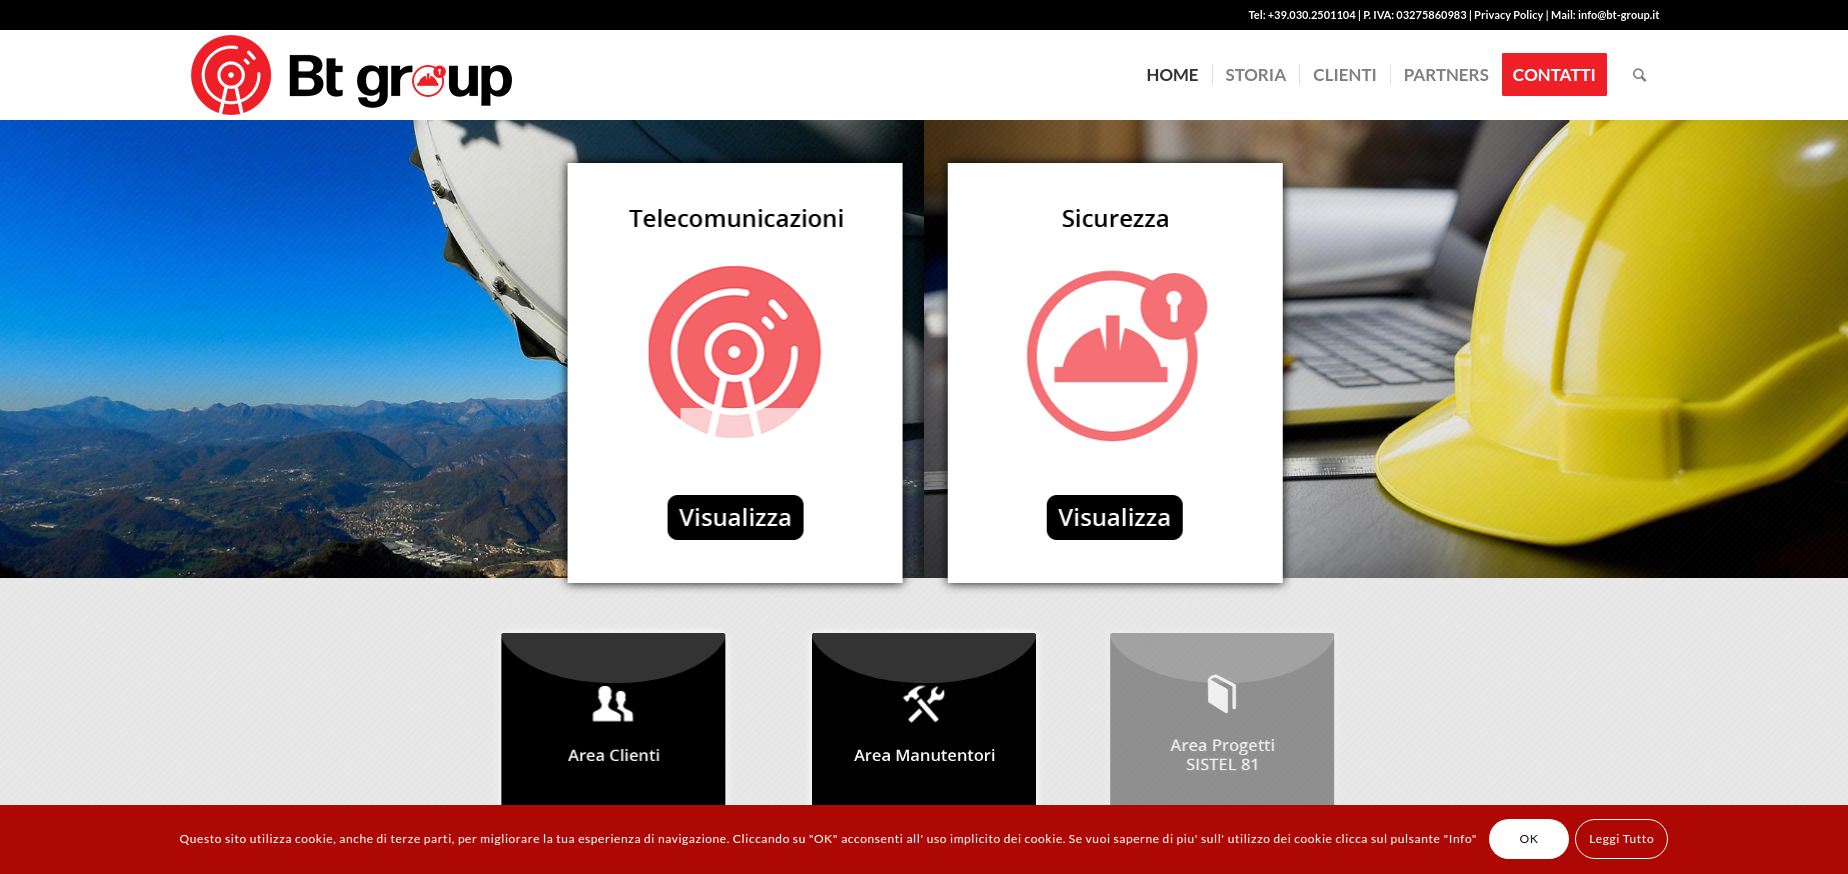 Tel: +39.030.2501104 | P. IVA: 03275860983 | Privacy Policy | Mail: info@bt-group.it
Bt group
HOME
STORIA
CLIENTI
PARTNERS
CONTATTI
Telecomunicazioni
Sicurezza
Visualizza
Visualizza
Area Clienti
Area Manutentori
Area Progetti
SISTEL 81
Questo sito utilizza cookie, anche di terze parti, per migliorare la tua esperienza di navigazione. Cliccando su "OK" acconsenti all' uso implicito dei cookie. Se vuoi saperne di piu' sull' utilizzo dei cookie clicca sul pulsante "Info"
OK
Leggi Tutto